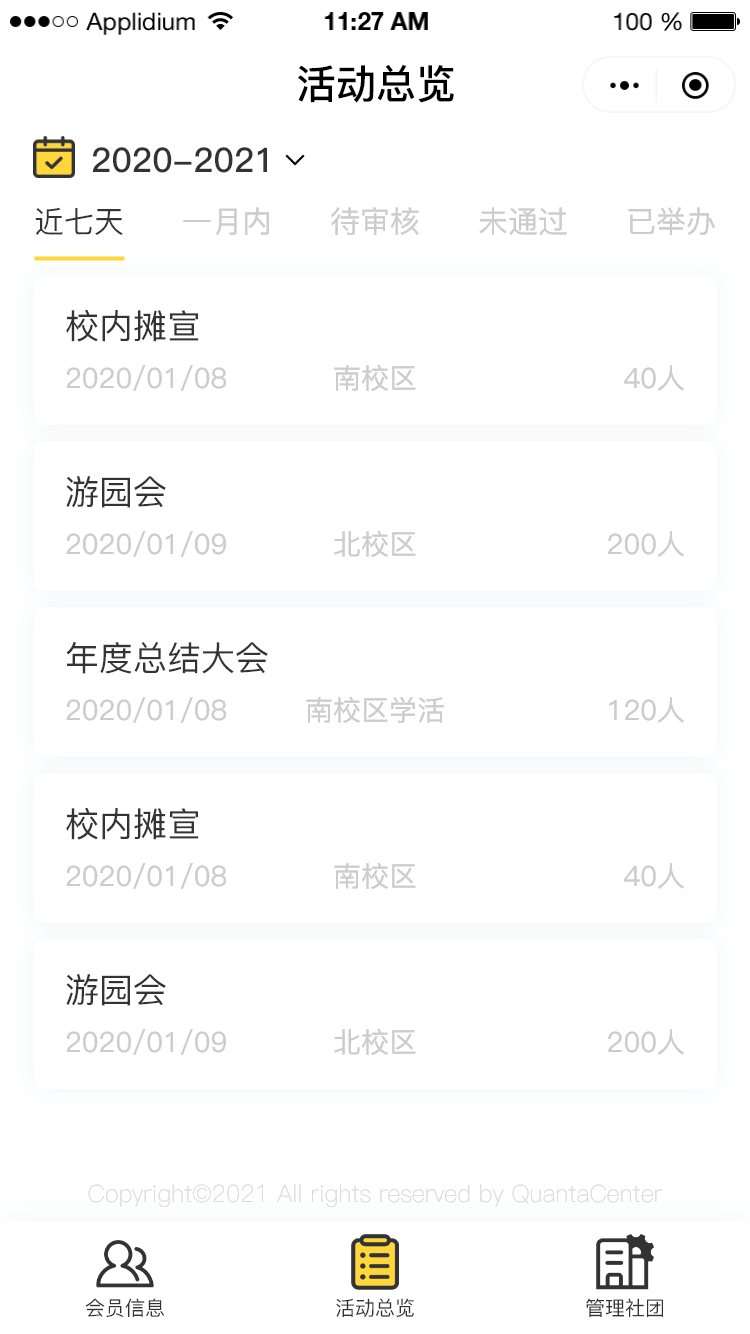 Applidium 11:27 AM 100 %
活动总览
2020-2021
近七天 一月内 待审核 未通过 已举办
校内摊宣
2020/01/08 南校区 40人
游园会
2020/01/09 北校区 200人
年度总结大会
2020/01/08 南校区学活 120人
校内摊宣
2020/01/08 南校区 40人
游园会
2020/01/09 北校区 200人
Copyright©2021 All rights reserved by QuantaCenter
会员信息 活动总览 管理社团